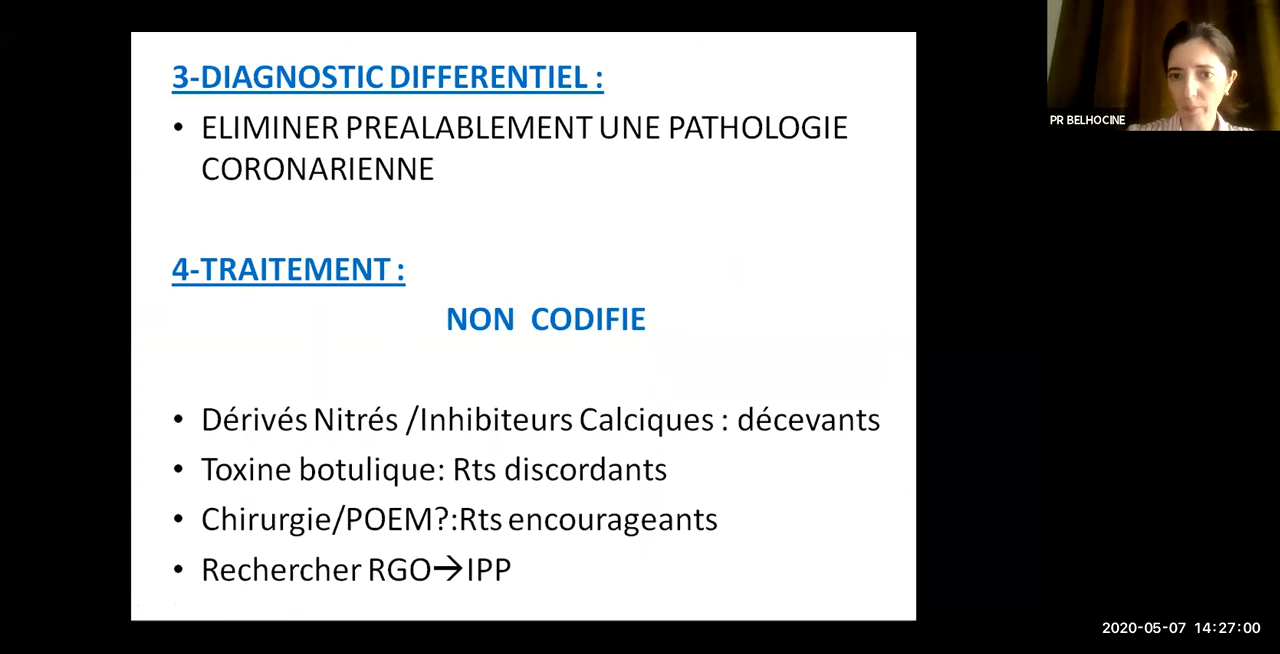 3-DIAGNOSTIC DIFFERENTIEL :
• ELIMINER PREALABLEMENT UNE PATHOLOGIE
CORONARIENNE
4-TRAITEMENT :
NON CODIFIE
• Dérivés Nitrés /Inhibiteurs Calciques : décevants
• Toxine botulique: Rts discordants
• Chirurgie/POEM?:Rts encourageants
• Rechercher RGO→IPP
PR BELHOCINE
2020-05-07 14:27:00